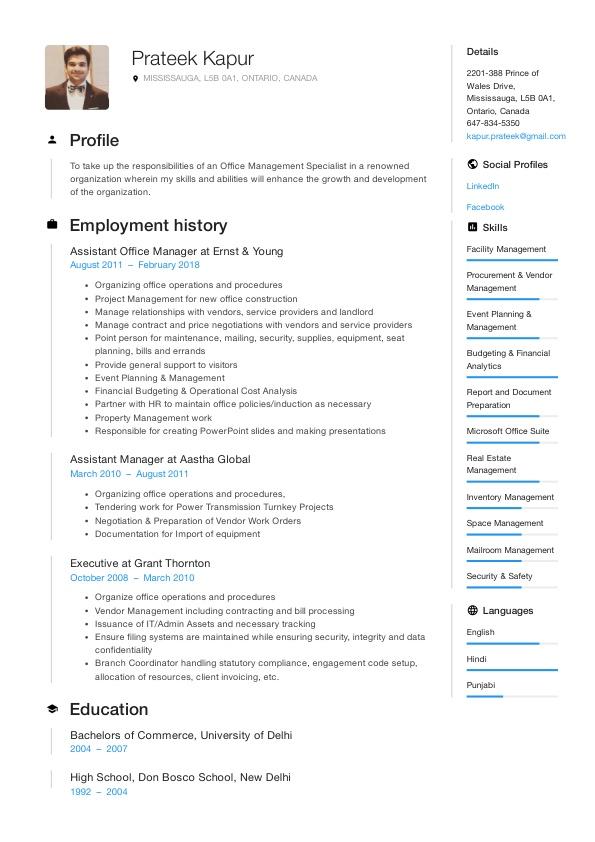 Prateek Kapur
MISSISSAUGA, L5B 0A1, ONTARIO, CANADA
Profile
To take up the responsibilities of an Office Management Specialist in a renowned
organization wherein my skills and abilities will enhance the growth and development
of the organization.
Employment history
Assistant Office Manager at Ernst & Young
August 2011 – February 2018
• Organizing office operations and procedures
• Project Management for new office construction
• Manage relationships with vendors, service providers and landlord
• Manage contract and price negotiations with vendors and service providers
• Point person for maintenance, mailing, security, supplies, equipment, seat
planning, bills and errands
• Provide general support to visitors
• Event Planning & Management
• Financial Budgeting & Operational Cost Analysis
• Partner with HR to maintain office policies/induction as necessary
• Property Management work
• Responsible for creating PowerPoint slides and making presentations
Assistant Manager at Aastha Global
March 2010 – August 2011
• Organizing office operations and procedures,
• Tendering work for Power Transmission Turnkey Projects
• Negotiation & Preparation of Vendor Work Orders
• Documentation for Import of equipment
Executive at Grant Thornton
October 2008 – March 2010
• Organize office operations and procedures
• Vendor Management including contracting and bill processing
• Issuance of IT/Admin Assets and necessary tracking
• Ensure filing systems are maintained while ensuring security, integrity and data
confidentiality
• Branch Coordinator handling statutory compliance, engagement code setup,
allocation of resources, client invoicing, etc.
Education
Bachelors of Commerce, University of Delhi
2004 – 2007
High School, Don Bosco School, New Delhi
1992 – 2004
Details
2201-388 Prince of
Wales Drive,
Mississauga, L5B 0A1,
Ontario, Canada
647-834-5350
kapur.prateek@gmail.com
Social Profiles
LinkedIn
Facebook
Skills
Facility Management
Procurement & Vendor
Management
Event Planning &
Management
Budgeting & Financial
Analytics
Report and Document
Preparation
Microsoft Office Suite
Real Estate
Management
Inventory Management
Space Management
Mailroom Management
Security & Safety
Languages
English
Hindi
Punjabi